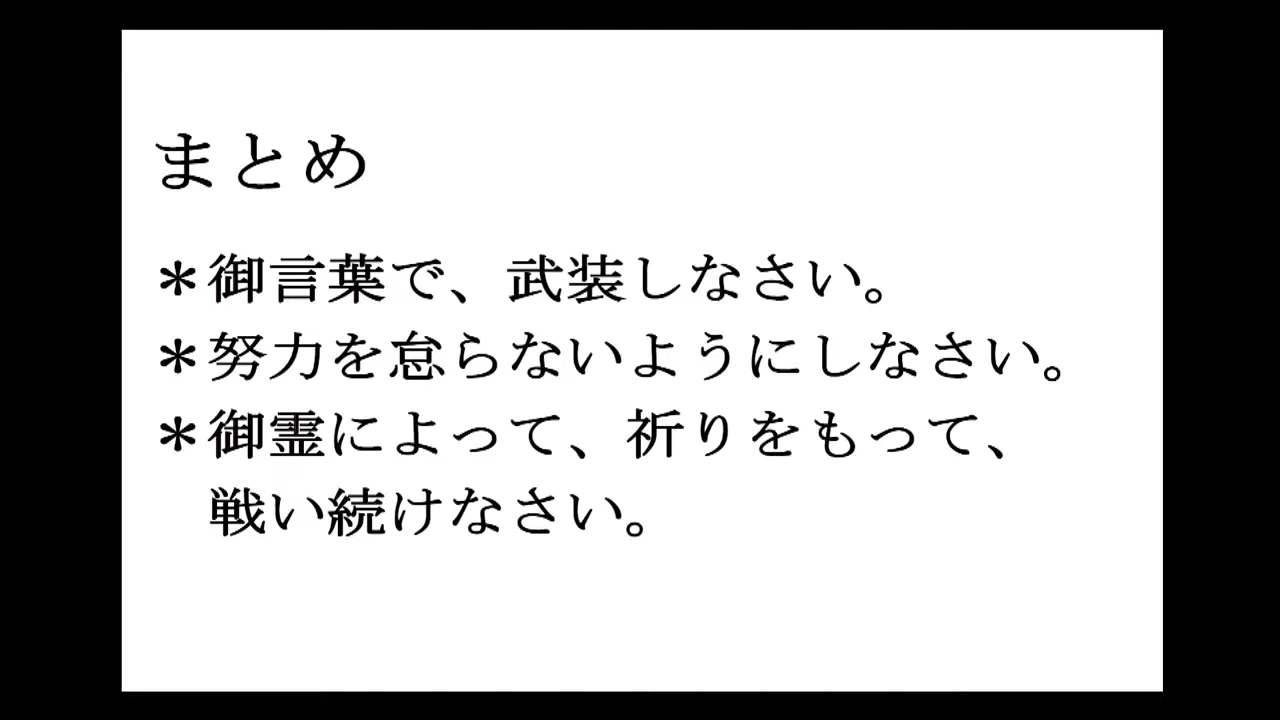 まとめ
＊御言葉で、武装しなさい。
＊努力を怠らないようにしなさい。
＊御霊によって、祈りをもって、
戦い続けなさい。